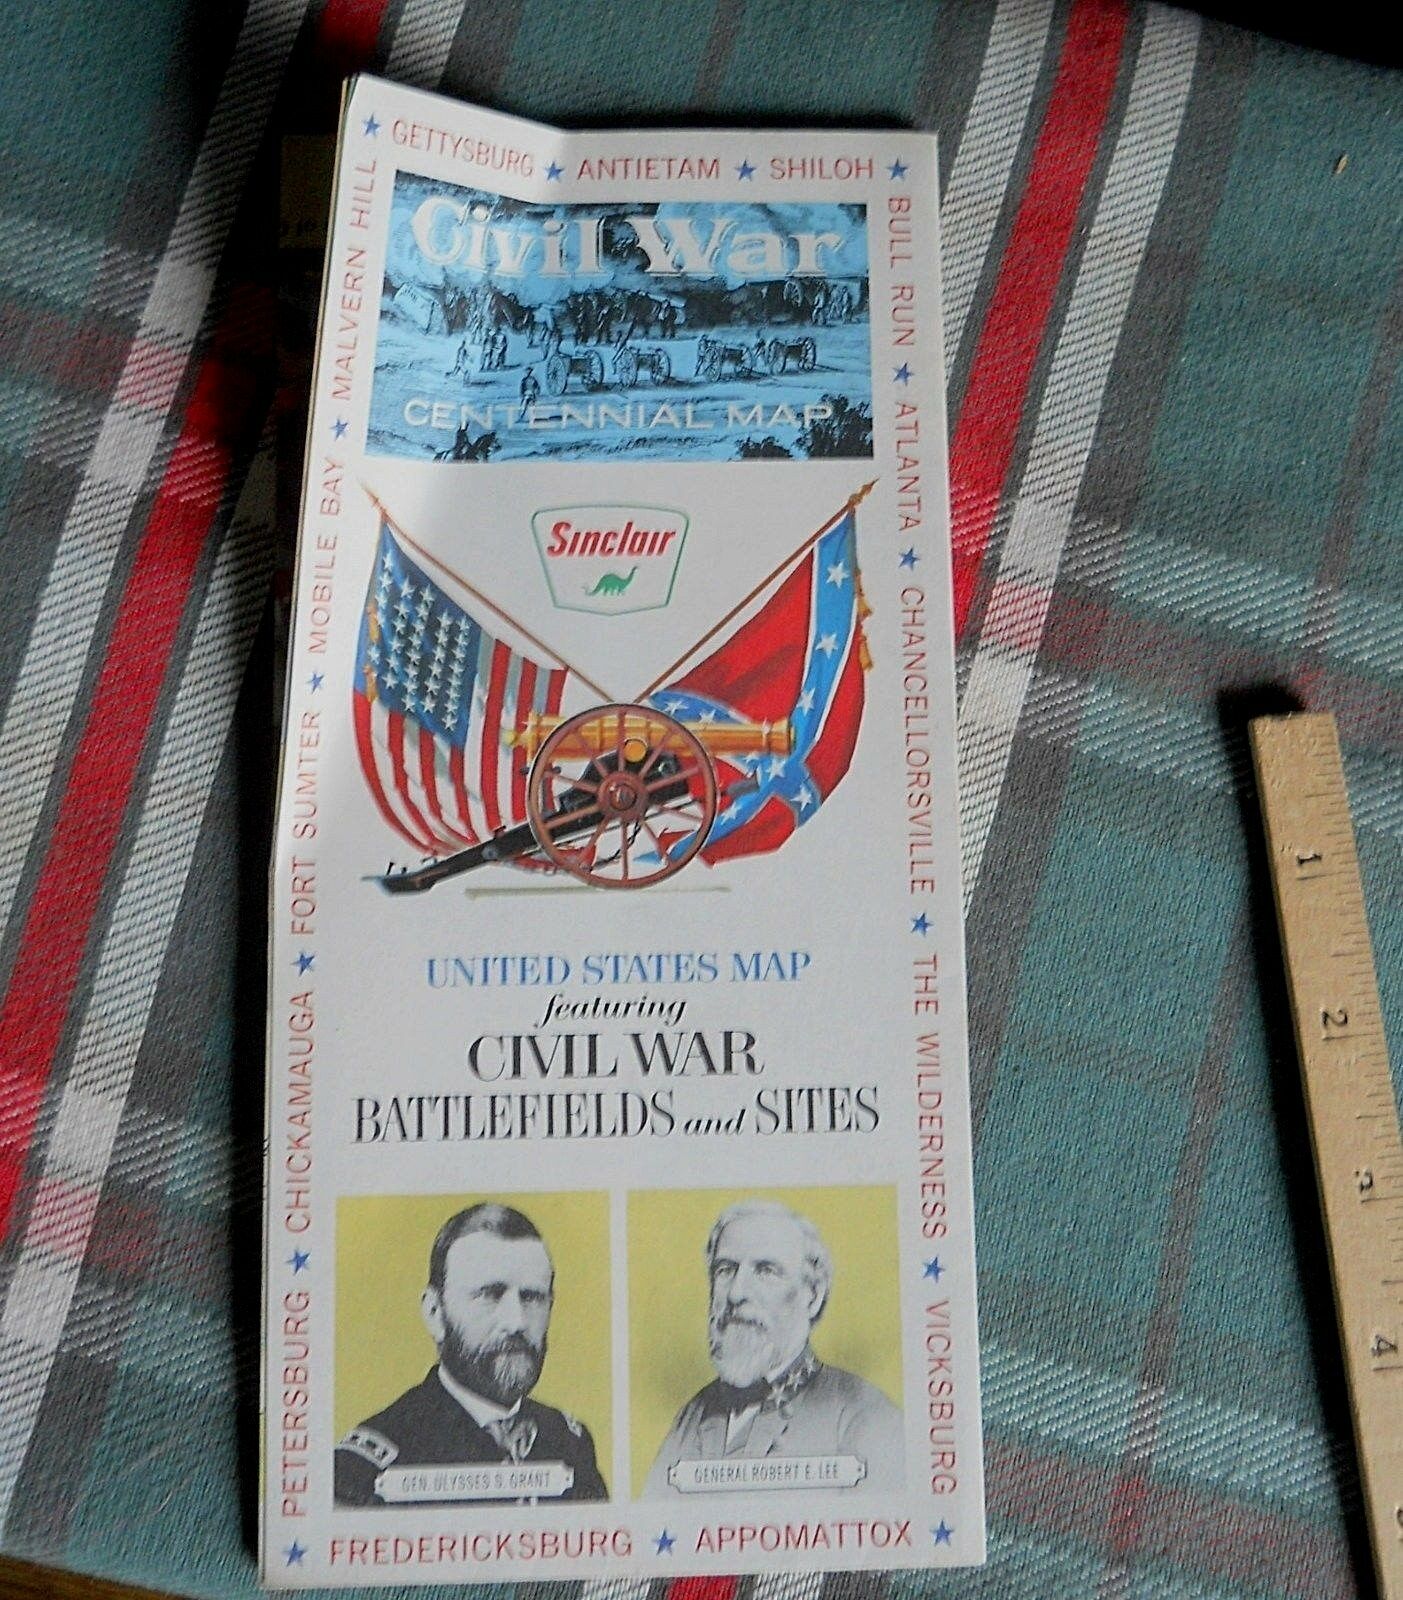 ★ GETTYSBURG ★ ANTIETAM ★ SHILOH ★
BULL RUN ★ ATLANTA ★ CHANCELLORSVILLE ★ THE WILDERNESS ★ VICKSBURG
PETERSBURG ★ CHICKAMAUGA ★ FORT SUMTER ★ MOBILE BAY ★ MALVERN HILL
Civil War
CENTENNIAL MAP
Sinclair
UNITED STATES MAP
featuring
CIVIL WAR
BATTLEFIELDS and SITES
GEN. ULYSSES S. GRANT
GENERAL ROBERT E. LEE
★ FREDERICKSBURG ★ APPOMATTOX ★
1
2
3
4